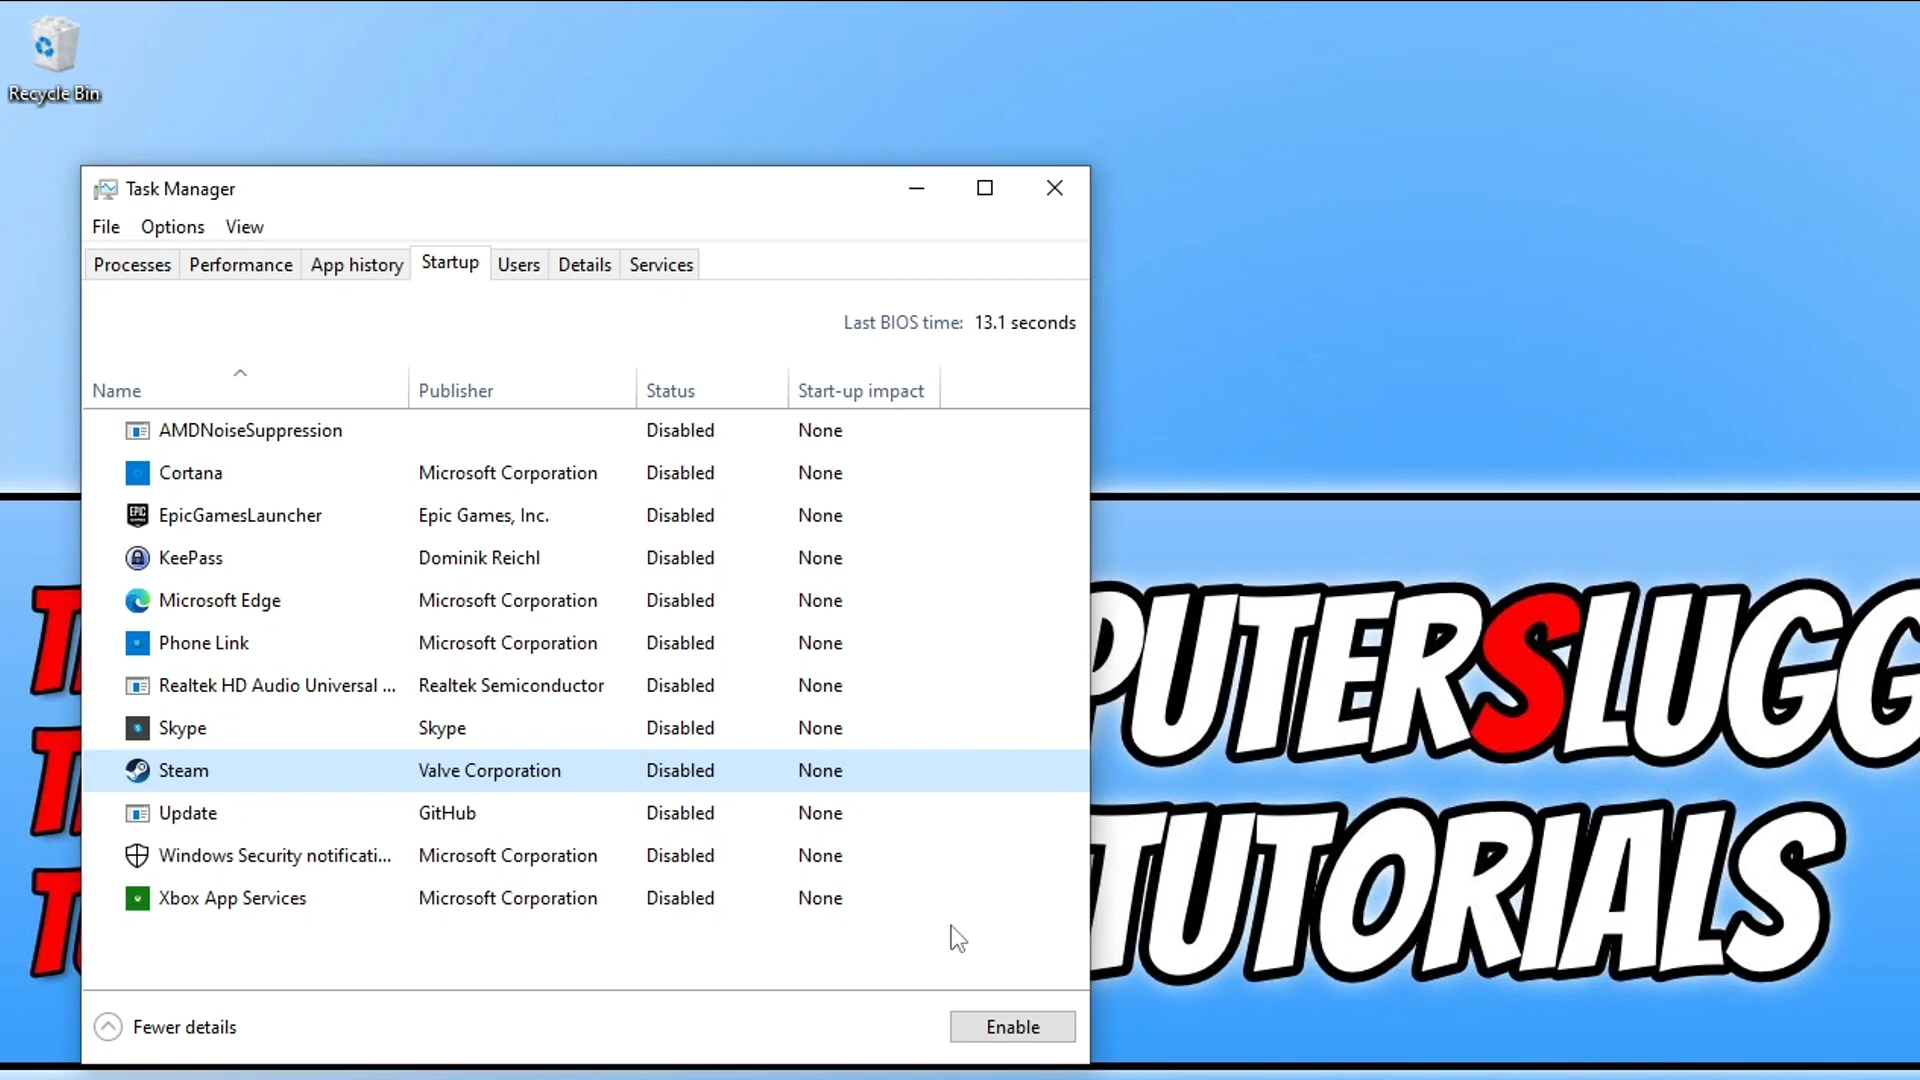 Recycle Bin
Task Manager
File Options View
Processes Performance App history Startup Users Details Services
Last BIOS time: 13.1 seconds
Name Publisher Status Start-up impact
AMDNoiseSuppression Disabled None
Cortana Microsoft Corporation Disabled None
EpicGamesLauncher Epic Games, Inc. Disabled None
KeePass Dominik Reichl Disabled None
Microsoft Edge Microsoft Corporation Disabled None
Phone Link Microsoft Corporation Disabled None
Realtek HD Audio Universal ... Realtek Semiconductor Disabled None
Skype Skype Disabled None
Steam Valve Corporation Disabled None
Update GitHub Disabled None
Windows Security notificati... Microsoft Corporation Disabled None
Xbox App Services Microsoft Corporation Disabled None
Fewer details Enable
PUTERSLUGG
TUTORIALS